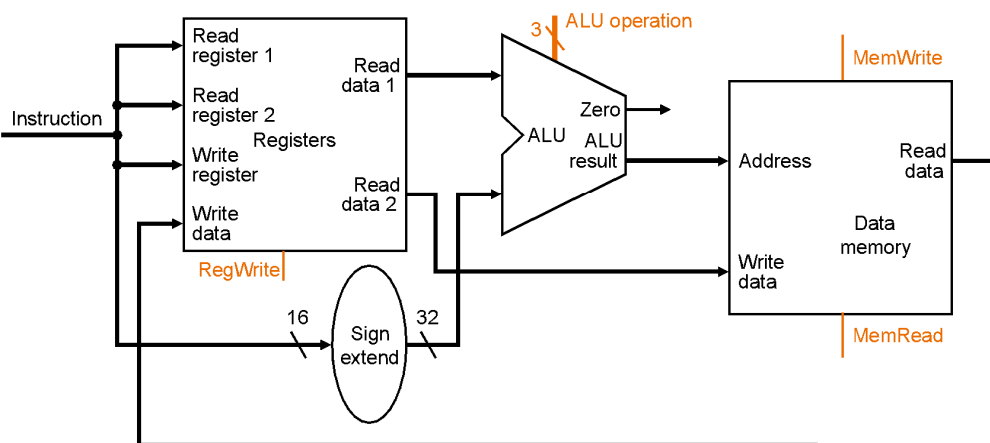 3
ALU operation
Read
register 1
Read
data 1
MemWrite
Read
register 2
Zero
Instruction
Registers
ALU
ALU
result
Write
register
Address
Read
data
Read
data 2
Write
data
Data
memory
RegWrite
Write
data
16
32
Sign
extend
MemRead